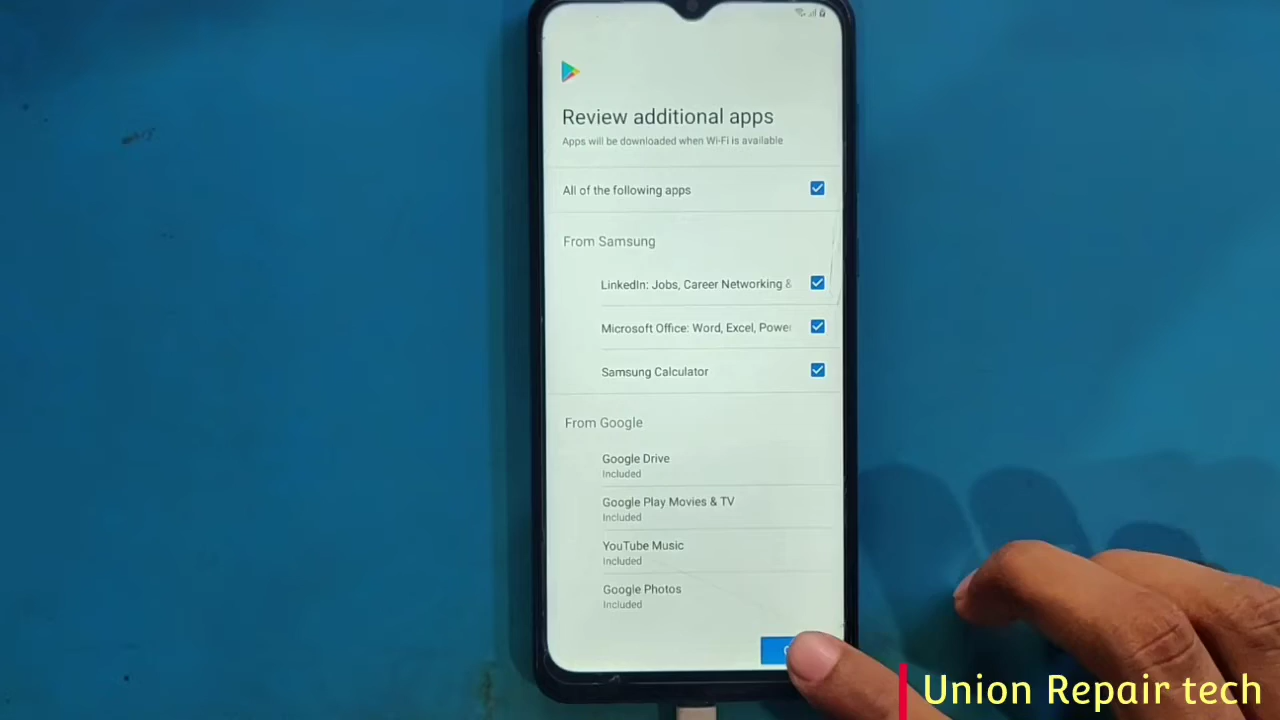 Review additional apps
Apps will be downloaded when Wi-Fi is available
All of the following apps
From Samsung
LinkedIn: Jobs, Career Networking &
Microsoft Office: Word, Excel, Power
Samsung Calculator
From Google
Google Drive
Included
Google Play Movies & TV
Included
YouTube Music
Included
Google Photos
Included
Union Repair tech